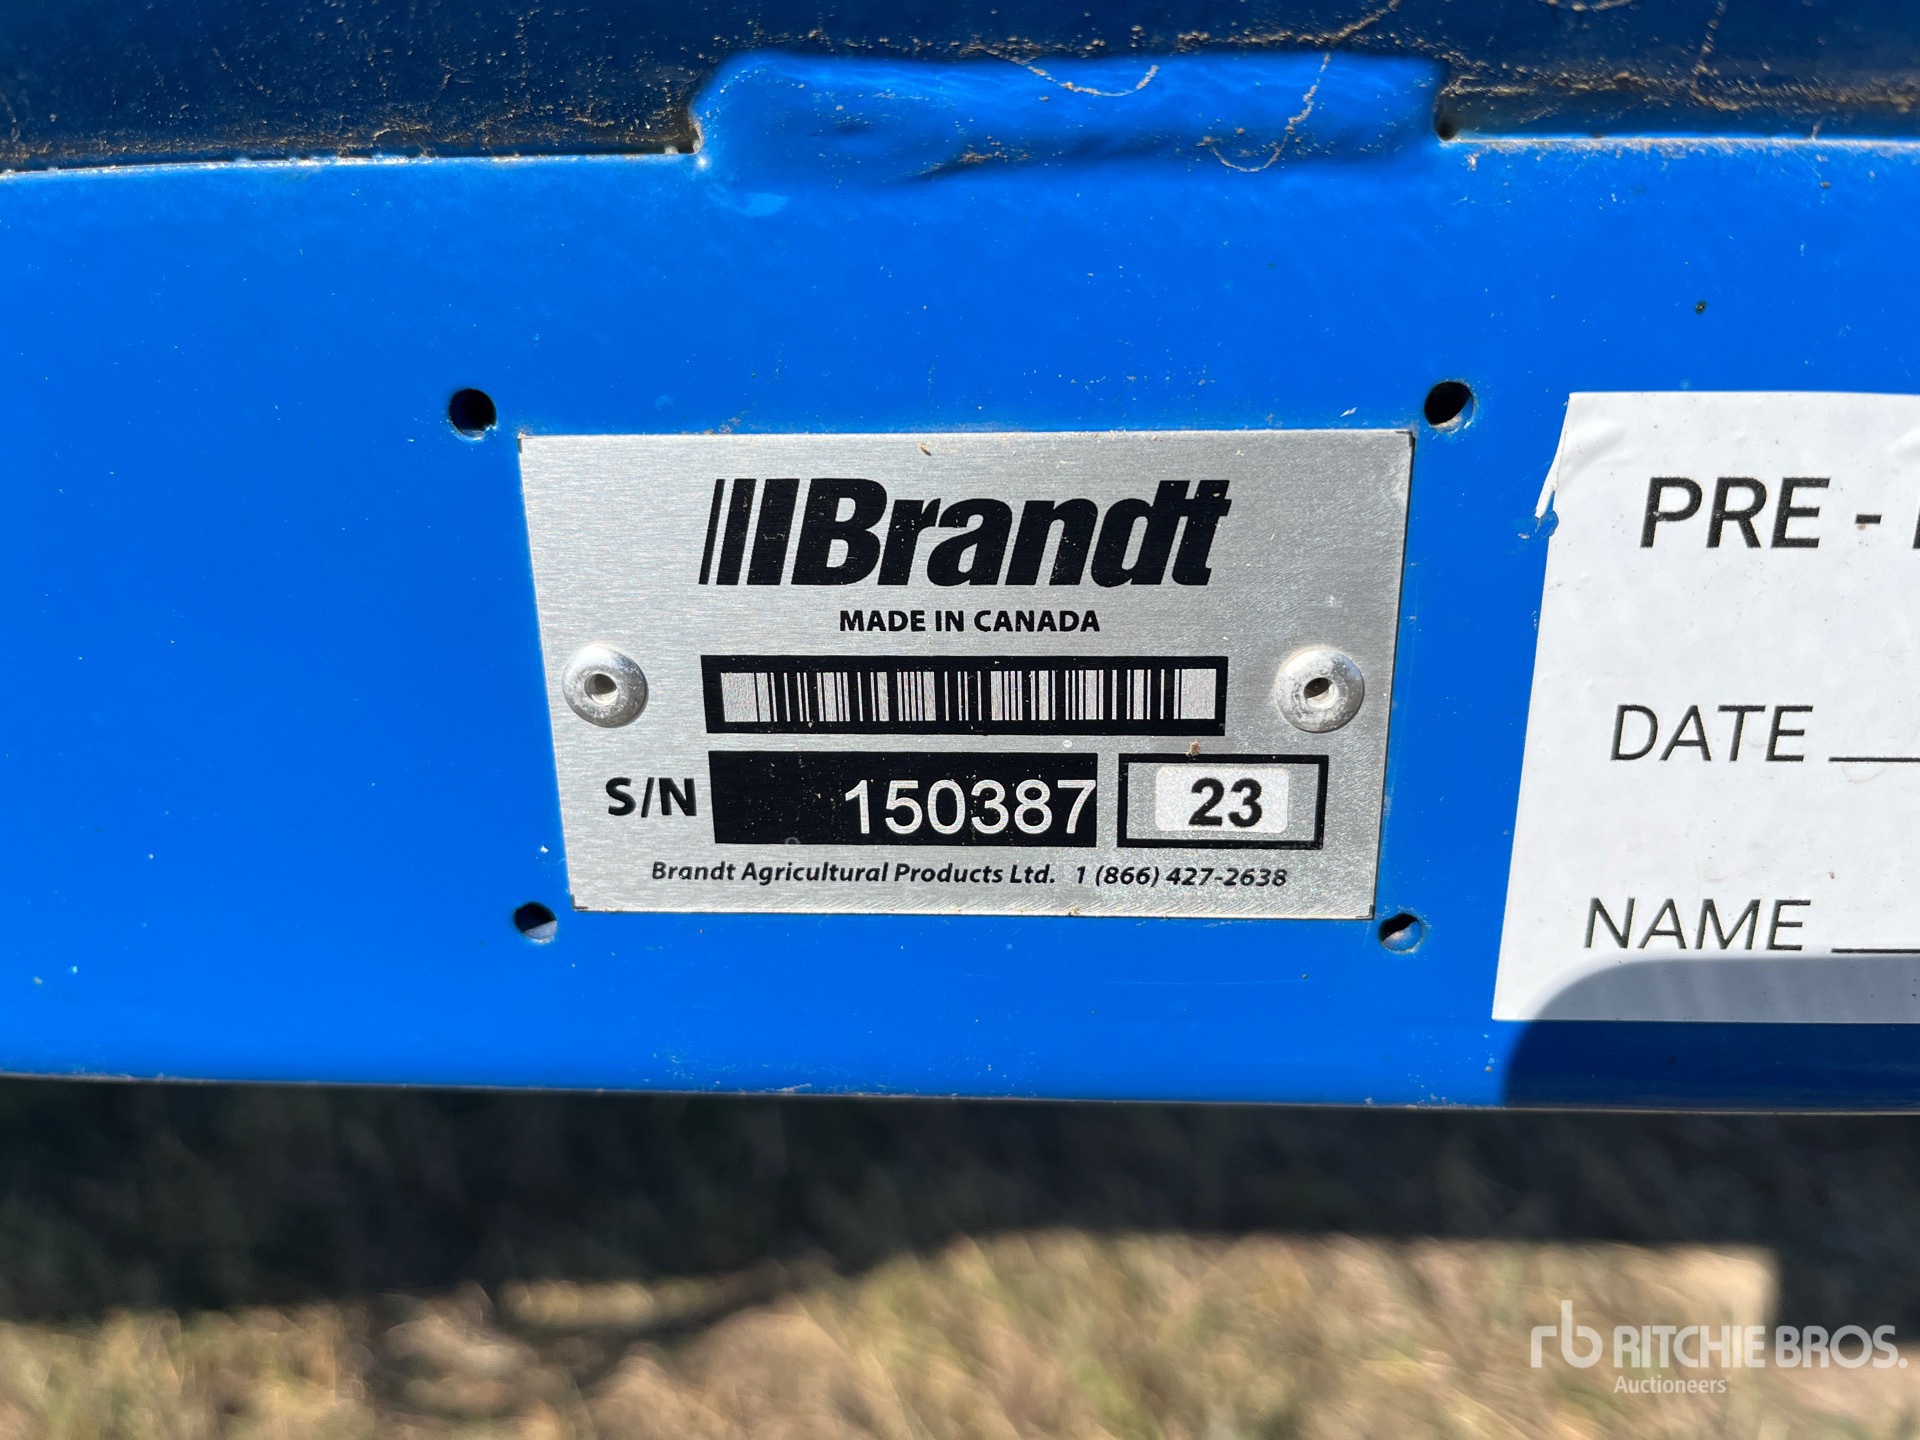 Brandt
MADE IN CANADA
S/N 150387 23
Brandt Agricultural Products Ltd. 1 (866) 427-2638
PRE -
DATE
NAME
rb RITCHIE BROS.
Auctioneers